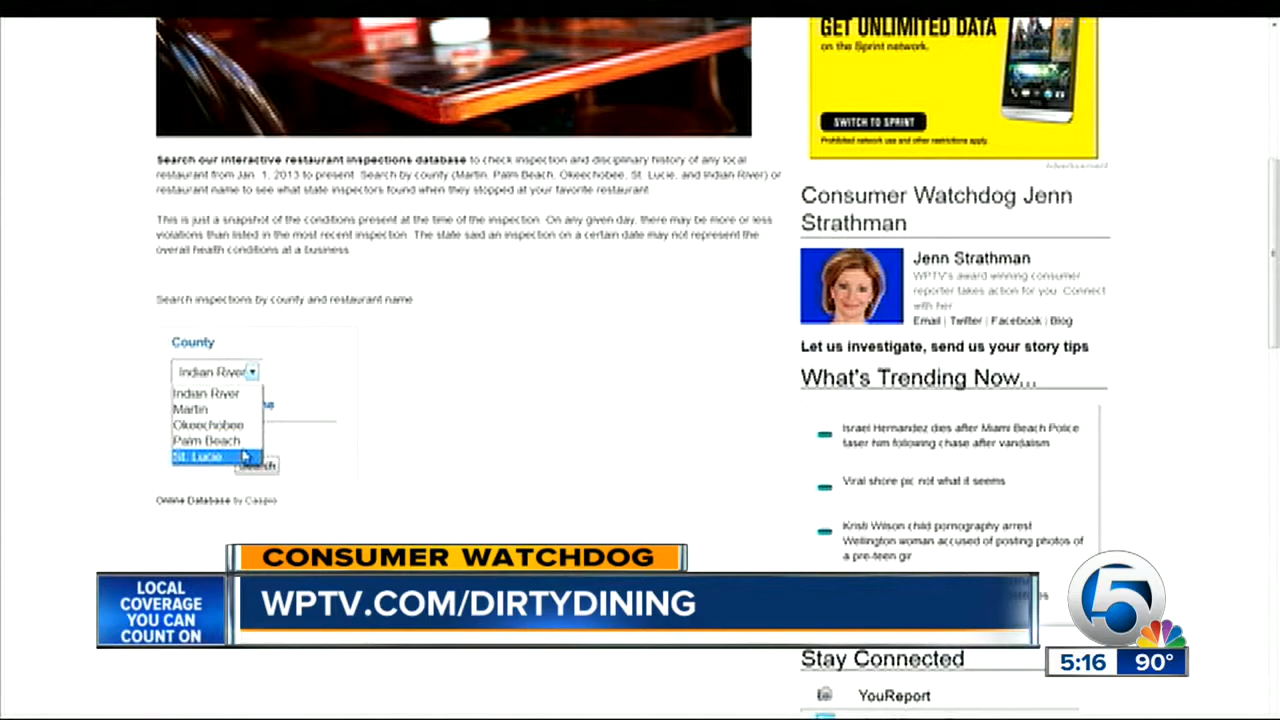 GET UNLIMITED DATA
on the Sprint network.
SWITCH TO SPRINT
Prohibited network use and other restrictions apply.
Advertisement
Search our interactive restaurant inspections database to check inspection and disciplinary history of any local
restaurant from Jan. 1, 2013 to present. Search by county (Martin, Palm Beach, Okeechobee, St. Lucie, and Indian River) or
restaurant name to see what state inspectors found when they stopped at your favorite restaurant.
This is just a snapshot of the conditions present at the time of the inspection. On any given day, there may be more or less
violations than listed in the most recent inspection. The state said an inspection on a certain date may not represent the
overall health conditions at a business.
Search inspections by county and restaurant name
County
Indian River
Indian River
Martin
Okeechobee
Palm Beach
St. Lucie
Search
Online Database by Caspio
Consumer Watchdog Jenn
Strathman
Jenn Strathman
WPTV's award winning consumer
reporter takes action for you. Connect
with her
Email | Twitter | Facebook | Blog
Let us investigate, send us your story tips
What's Trending Now...
Israel Hernandez dies after Miami Beach Police
taser him following chase after vandalism
Viral shore pic not what it seems
Kristi Wilson child pornography arrest
Wellington woman accused of posting photos of
a pre-teen girl
Stay Connected
YouReport
CONSUMER WATCHDOG
LOCAL
COVERAGE
YOU CAN
COUNT ON
WPTV.COM/DIRTYDINING
5
5:16 90°